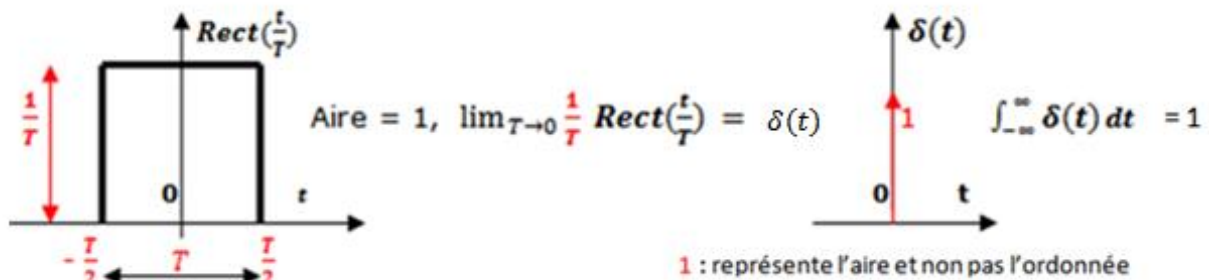 Rect(t/T)
δ(t)
1/T
Aire = 1, lim_{T→0} 1/T Rect(t/T) = δ(t)
1
∫_{-∞}^{∞} δ(t) dt = 1
0 t
0 t
-T/2 T T/2
1 : représente l'aire et non pas l'ordonnée